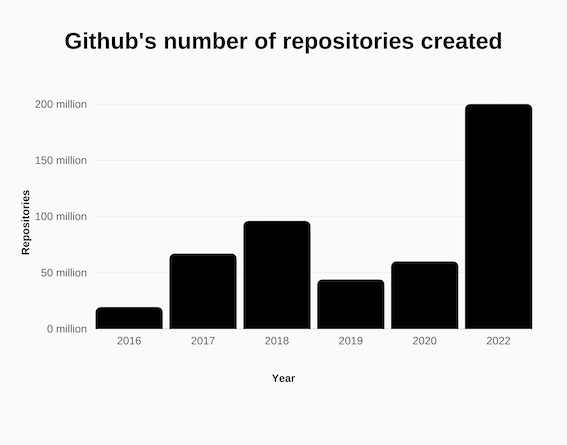 Github's number of repositories created
200 million
150 million
100 million
50 million
0 million
Repositories
2016 2017 2018 2019 2020 2022
Year